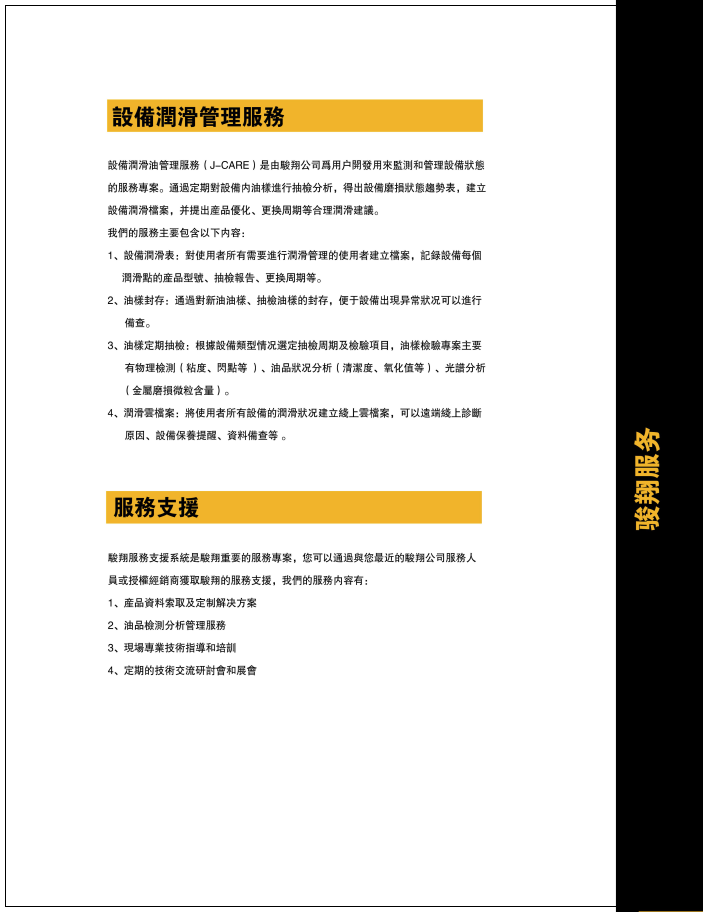 設備潤滑管理服務
設備潤滑油管理服務（J-CARE）是由駿翔公司爲用户開發用來監測和管理設備狀態
的服務專案。通過定期對設備内油樣進行抽檢分析，得出設備磨損狀態趨勢表，建立
設備潤滑檔案，并提出産品優化、更换周期等合理潤滑建議。
我們的服務主要包含以下内容：
1、設備潤滑表：對使用者所有需要進行潤滑管理的使用者建立檔案，記録設備每個
潤滑點的産品型號、抽檢報告、更换周期等。
2、油樣封存：通過對新油油樣、抽檢油樣的封存，便于設備出現异常狀况可以進行
備查。
3、油樣定期抽檢：根據設備類型情况選定抽檢周期及檢驗項目，油樣檢驗專案主要
有物理檢測（粘度、閃點等 ）、油品狀况分析（清潔度、氧化值等）、光譜分析
（金屬磨損微粒含量）。
4、潤滑雲檔案：將使用者所有設備的潤滑狀况建立綫上雲檔案，可以遠端綫上診斷
原因、設備保養提醒、資料備查等 。
服務支援
駿翔服務支援系統是駿翔重要的服務專案，您可以通過與您最近的駿翔公司服務人
員或授權經銷商獲取駿翔的服務支援，我們的服務内容有：
1、産品資料索取及定制解决方案
2、油品檢測分析管理服務
3、現場專業技術指導和培訓
4、定期的技術交流研討會和展會
骏翔服务